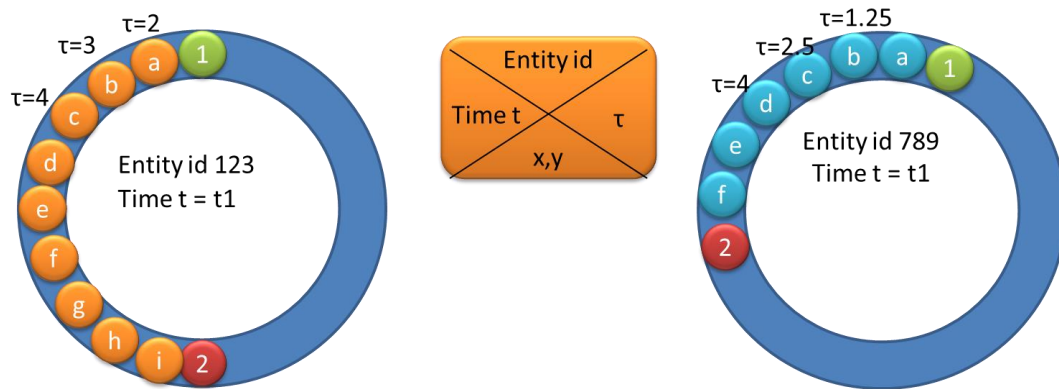 τ=2
τ=3
τ=4
1
a
b
c
d
e
f
g
h
i
2
Entity id 123
Time t = t1
Entity id
Time t
τ
x,y
τ=1.25
τ=2.5
τ=4
1
a
b
c
d
e
f
2
Entity id 789
Time t = t1